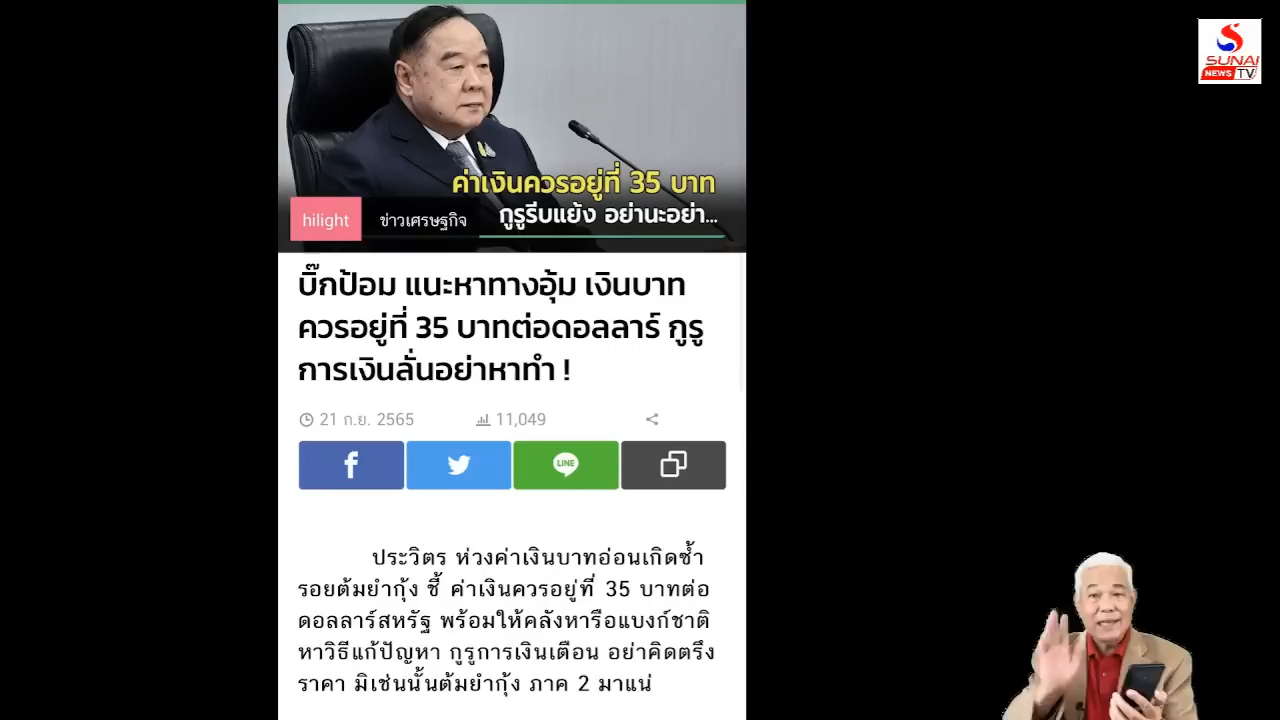 SUNAI
NEWS TV
ค่าเงินควรอยู่ที่ 35 บาท
กูรูรีบแย้ง อย่านะอย่า...
hilight
ข่าวเศรษฐกิจ
บิ๊กป้อม แนะหาทางอุ้ม เงินบาท
ควรอยู่ที่ 35 บาทต่อดอลลาร์ กูรู
การเงินลั่นอย่าหาทำ !
21 ก.ย. 2565
11,049
LINE
ประวิตร ห่วงค่าเงินบาทอ่อนเกิดซ้ำ
รอยต้มยำกุ้ง ชี้ ค่าเงินควรอยู่ที่ 35 บาทต่อ
ดอลลาร์สหรัฐ พร้อมให้คลังหารือแบงก์ชาติ
หาวิธีแก้ปัญหา กูรูการเงินเตือน อย่าคิดตรึง
ราคา มิเช่นนั้นต้มยำกุ้ง ภาค 2 มาแน่